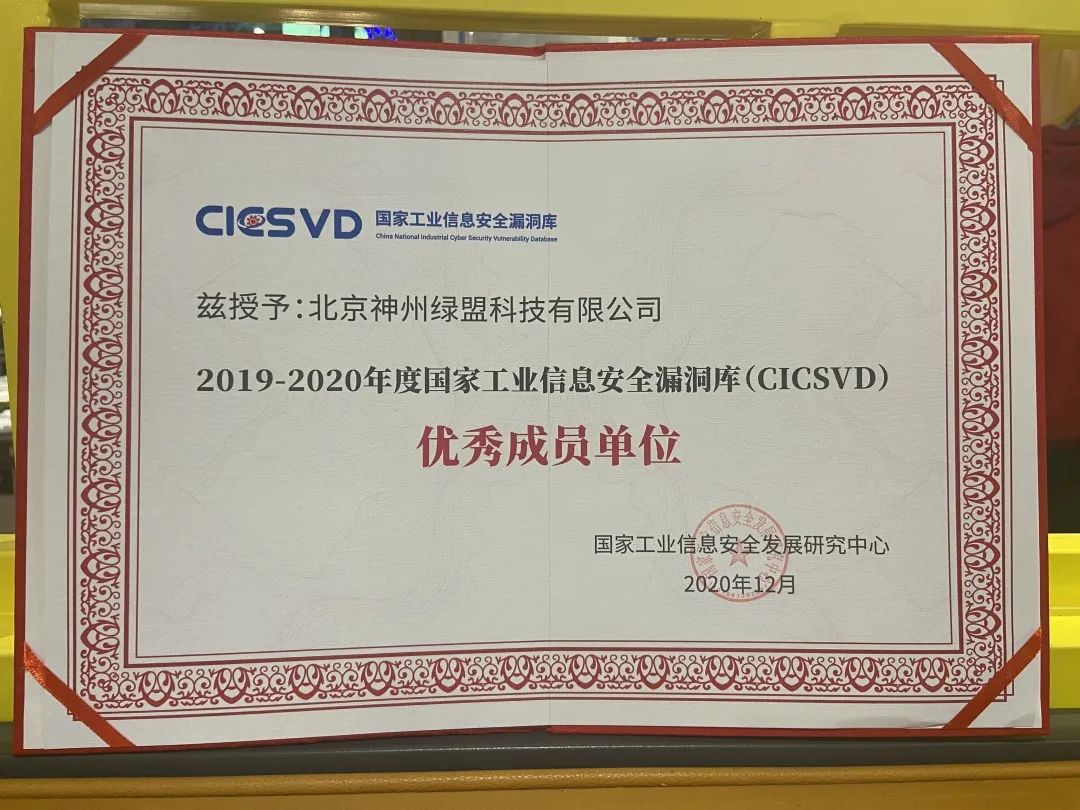 CICSVD 国家工业信息安全漏洞库
China National Industrial Cyber Security Vulnerability Database
兹授予：北京神州绿盟科技有限公司
2019-2020年度国家工业信息安全漏洞库（CICSVD）
优秀成员单位
国家工业信息安全发展研究中心
2020年12月